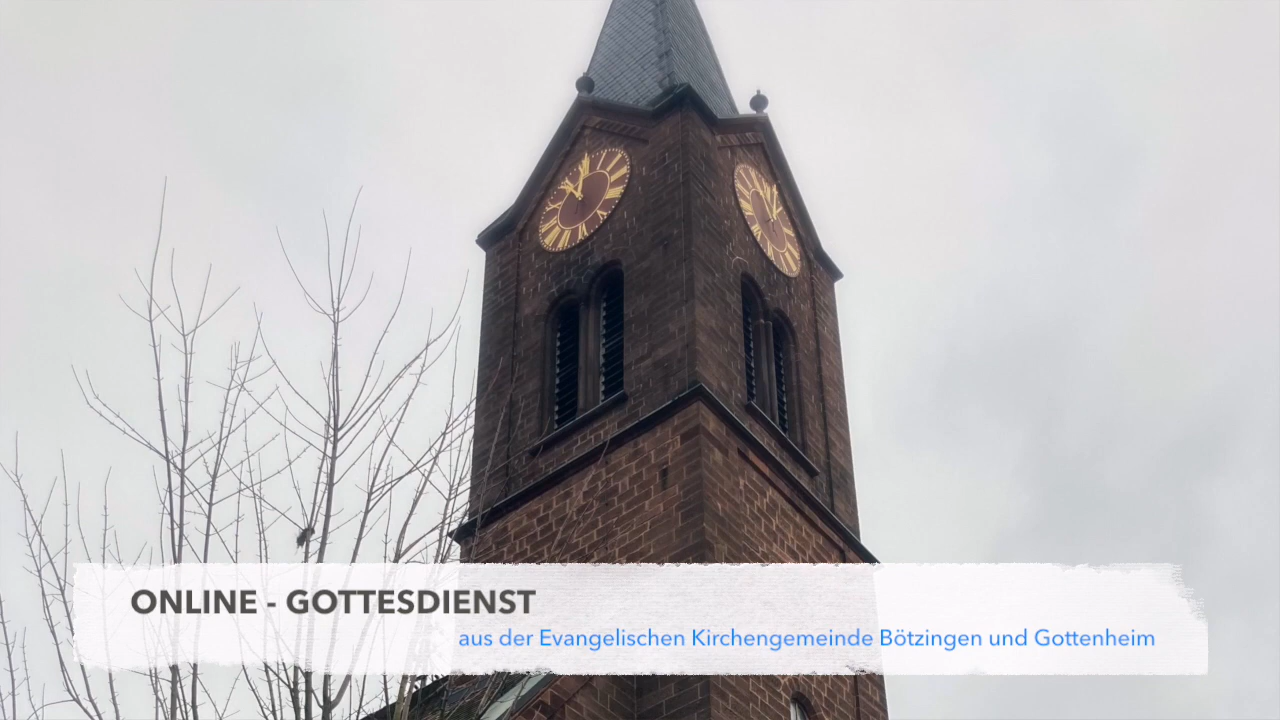 ONLINE - GOTTESDIENST
aus der Evangelischen Kirchengemeinde Bötzingen und Gottenheim